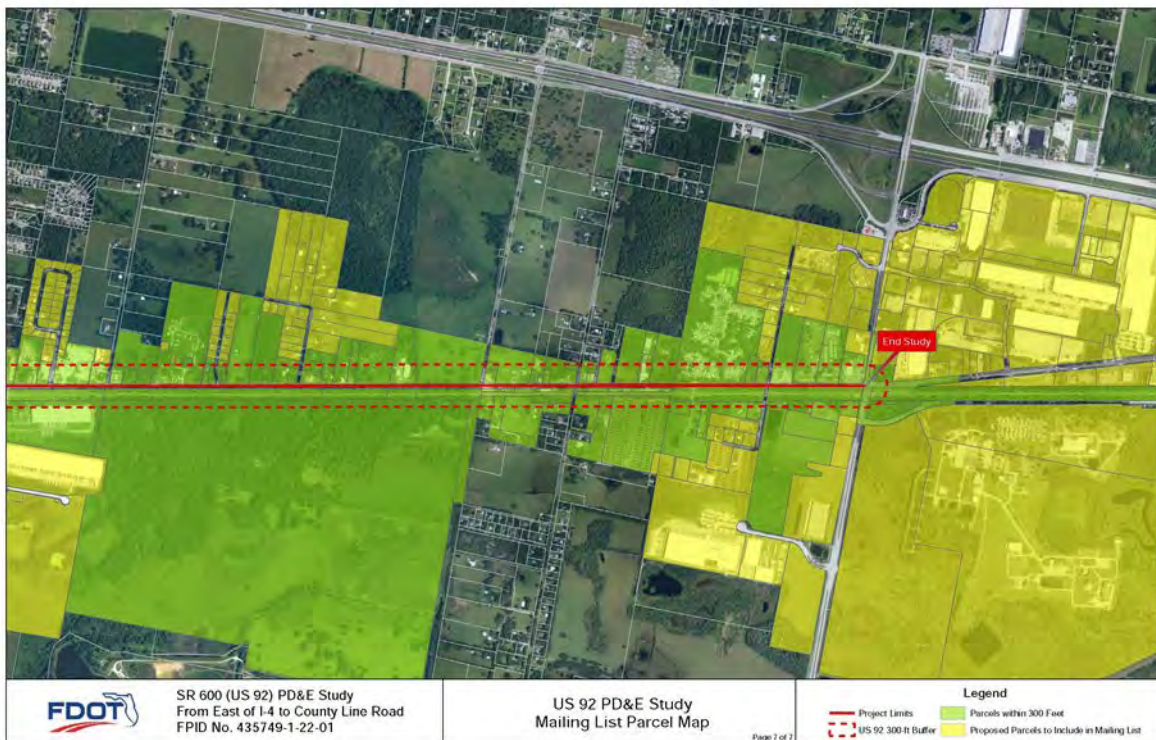 End Study
FDOT
SR 600 (US 92) PD&E Study
From East of I-4 to County Line Road
FPID No. 435749-1-22-01
US 92 PD&E Study
Mailing List Parcel Map
Page 7 of 7
Legend
Project Limits
US 92 300-ft Buffer
Parcels within 300 Feet
Proposed Parcels to Include in Mailing List